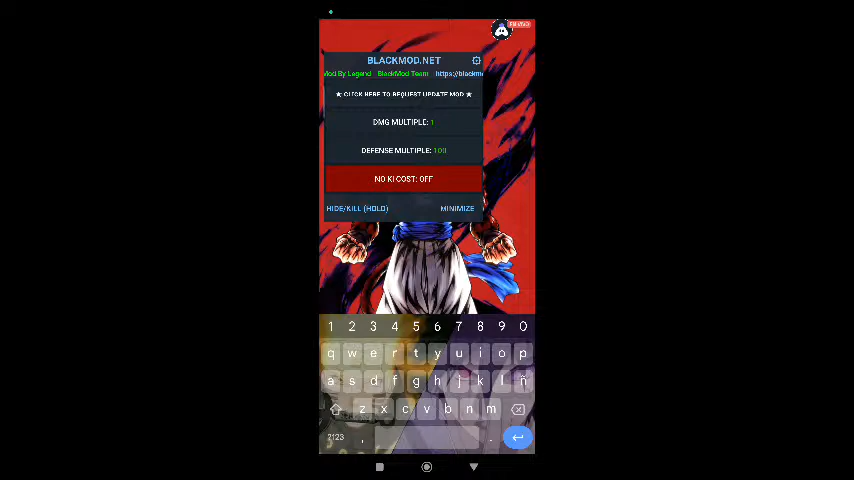 EN VIVO
BLACKMOD.NET
Mod By Legend - BlackMod Team - https://blackm
★ CLICK HERE TO REQUEST UPDATE MOD ★
DMG MULTIPLE: 1
DEFENSE MULTIPLE: 100
NO KI COST: OFF
HIDE/KILL (HOLD) MINIMIZE
1 2 3 4 5 6 7 8 9 0
q w e r t y u i o p
a s d f g h j k l ñ
z x c v b n m
?123 , .